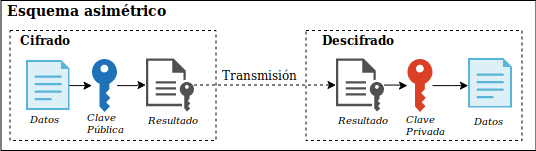 Esquema asimétrico
Cifrado
Datos
Clave
Pública
Resultado
Transmisión
Descifrado
Resultado
Clave
Privada
Datos